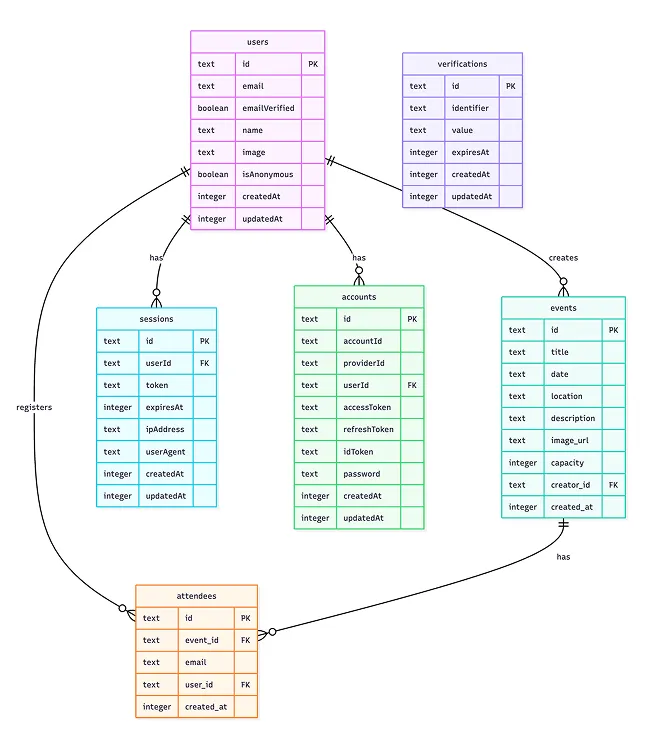 users
text id PK
text email
boolean emailVerified
text name
text image
boolean isAnonymous
integer createdAt
integer updatedAt
verifications
text id PK
text identifier
text value
integer expiresAt
integer createdAt
integer updatedAt
has
has
creates
sessions
text id PK
text userId FK
text token
integer expiresAt
text ipAddress
text userAgent
integer createdAt
integer updatedAt
accounts
text id PK
text accountId
text providerId
text userId FK
text accessToken
text refreshToken
text idToken
text password
integer createdAt
integer updatedAt
events
text id PK
text title
text date
text location
text description
text image_url
integer capacity
text creator_id FK
integer created_at
registers
has
attendees
text id PK
text event_id FK
text email
text user_id FK
integer created_at